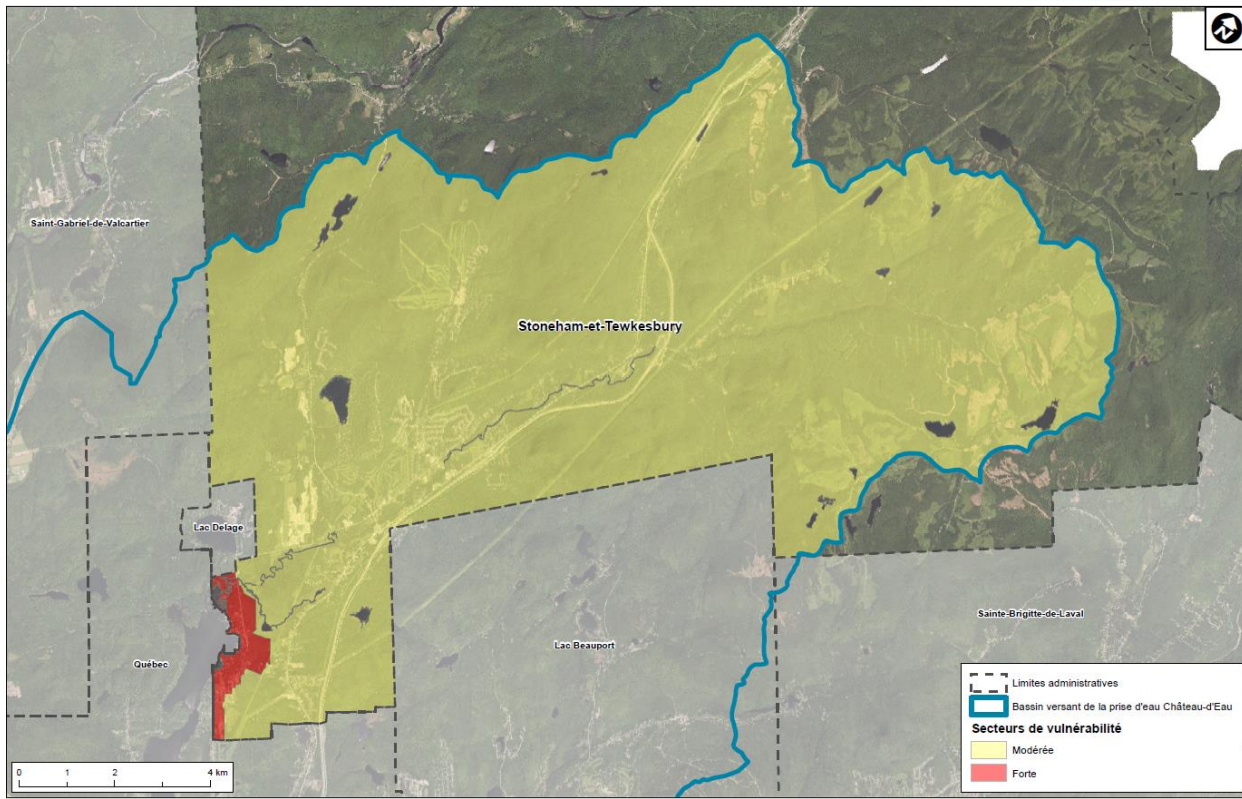 N
Saint-Gabriel-de-Valcartier
Stoneham-et-Tewkesbury
Lac Delage
Québec
Lac Beauport
Sainte-Brigitte-de-Laval
Limites administratives
Bassin versant de la prise d'eau Château-d'Eau
Secteurs de vulnérabilité
Modérée
Forte
0 1 2 4 km